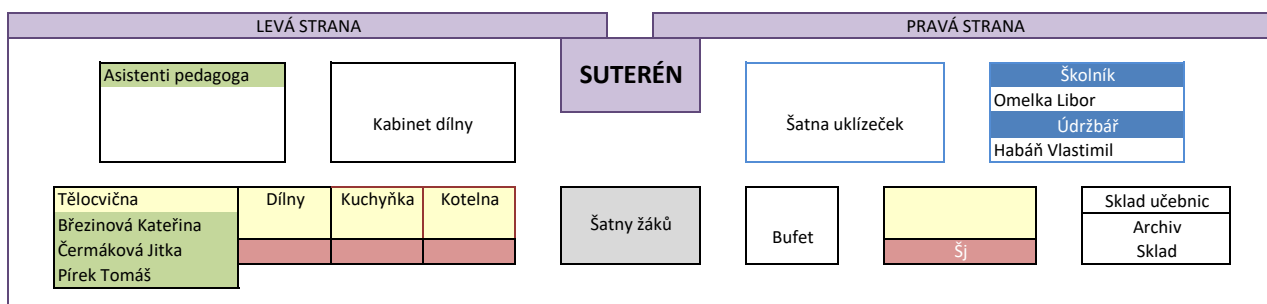 LEVÁ STRANA
PRAVÁ STRANA
SUTERÉN
Asistenti pedagoga
Kabinet dílny
Šatna uklízeček
Školník
Omelka Libor
Údržbář
Habáň Vlastimil
Tělocvična
Březinová Kateřina
Čermáková Jitka
Pírek Tomáš
Dílny
Kuchyňka
Kotelna
Šatny žáků
Bufet
Šj
Sklad učebnic
Archiv
Sklad